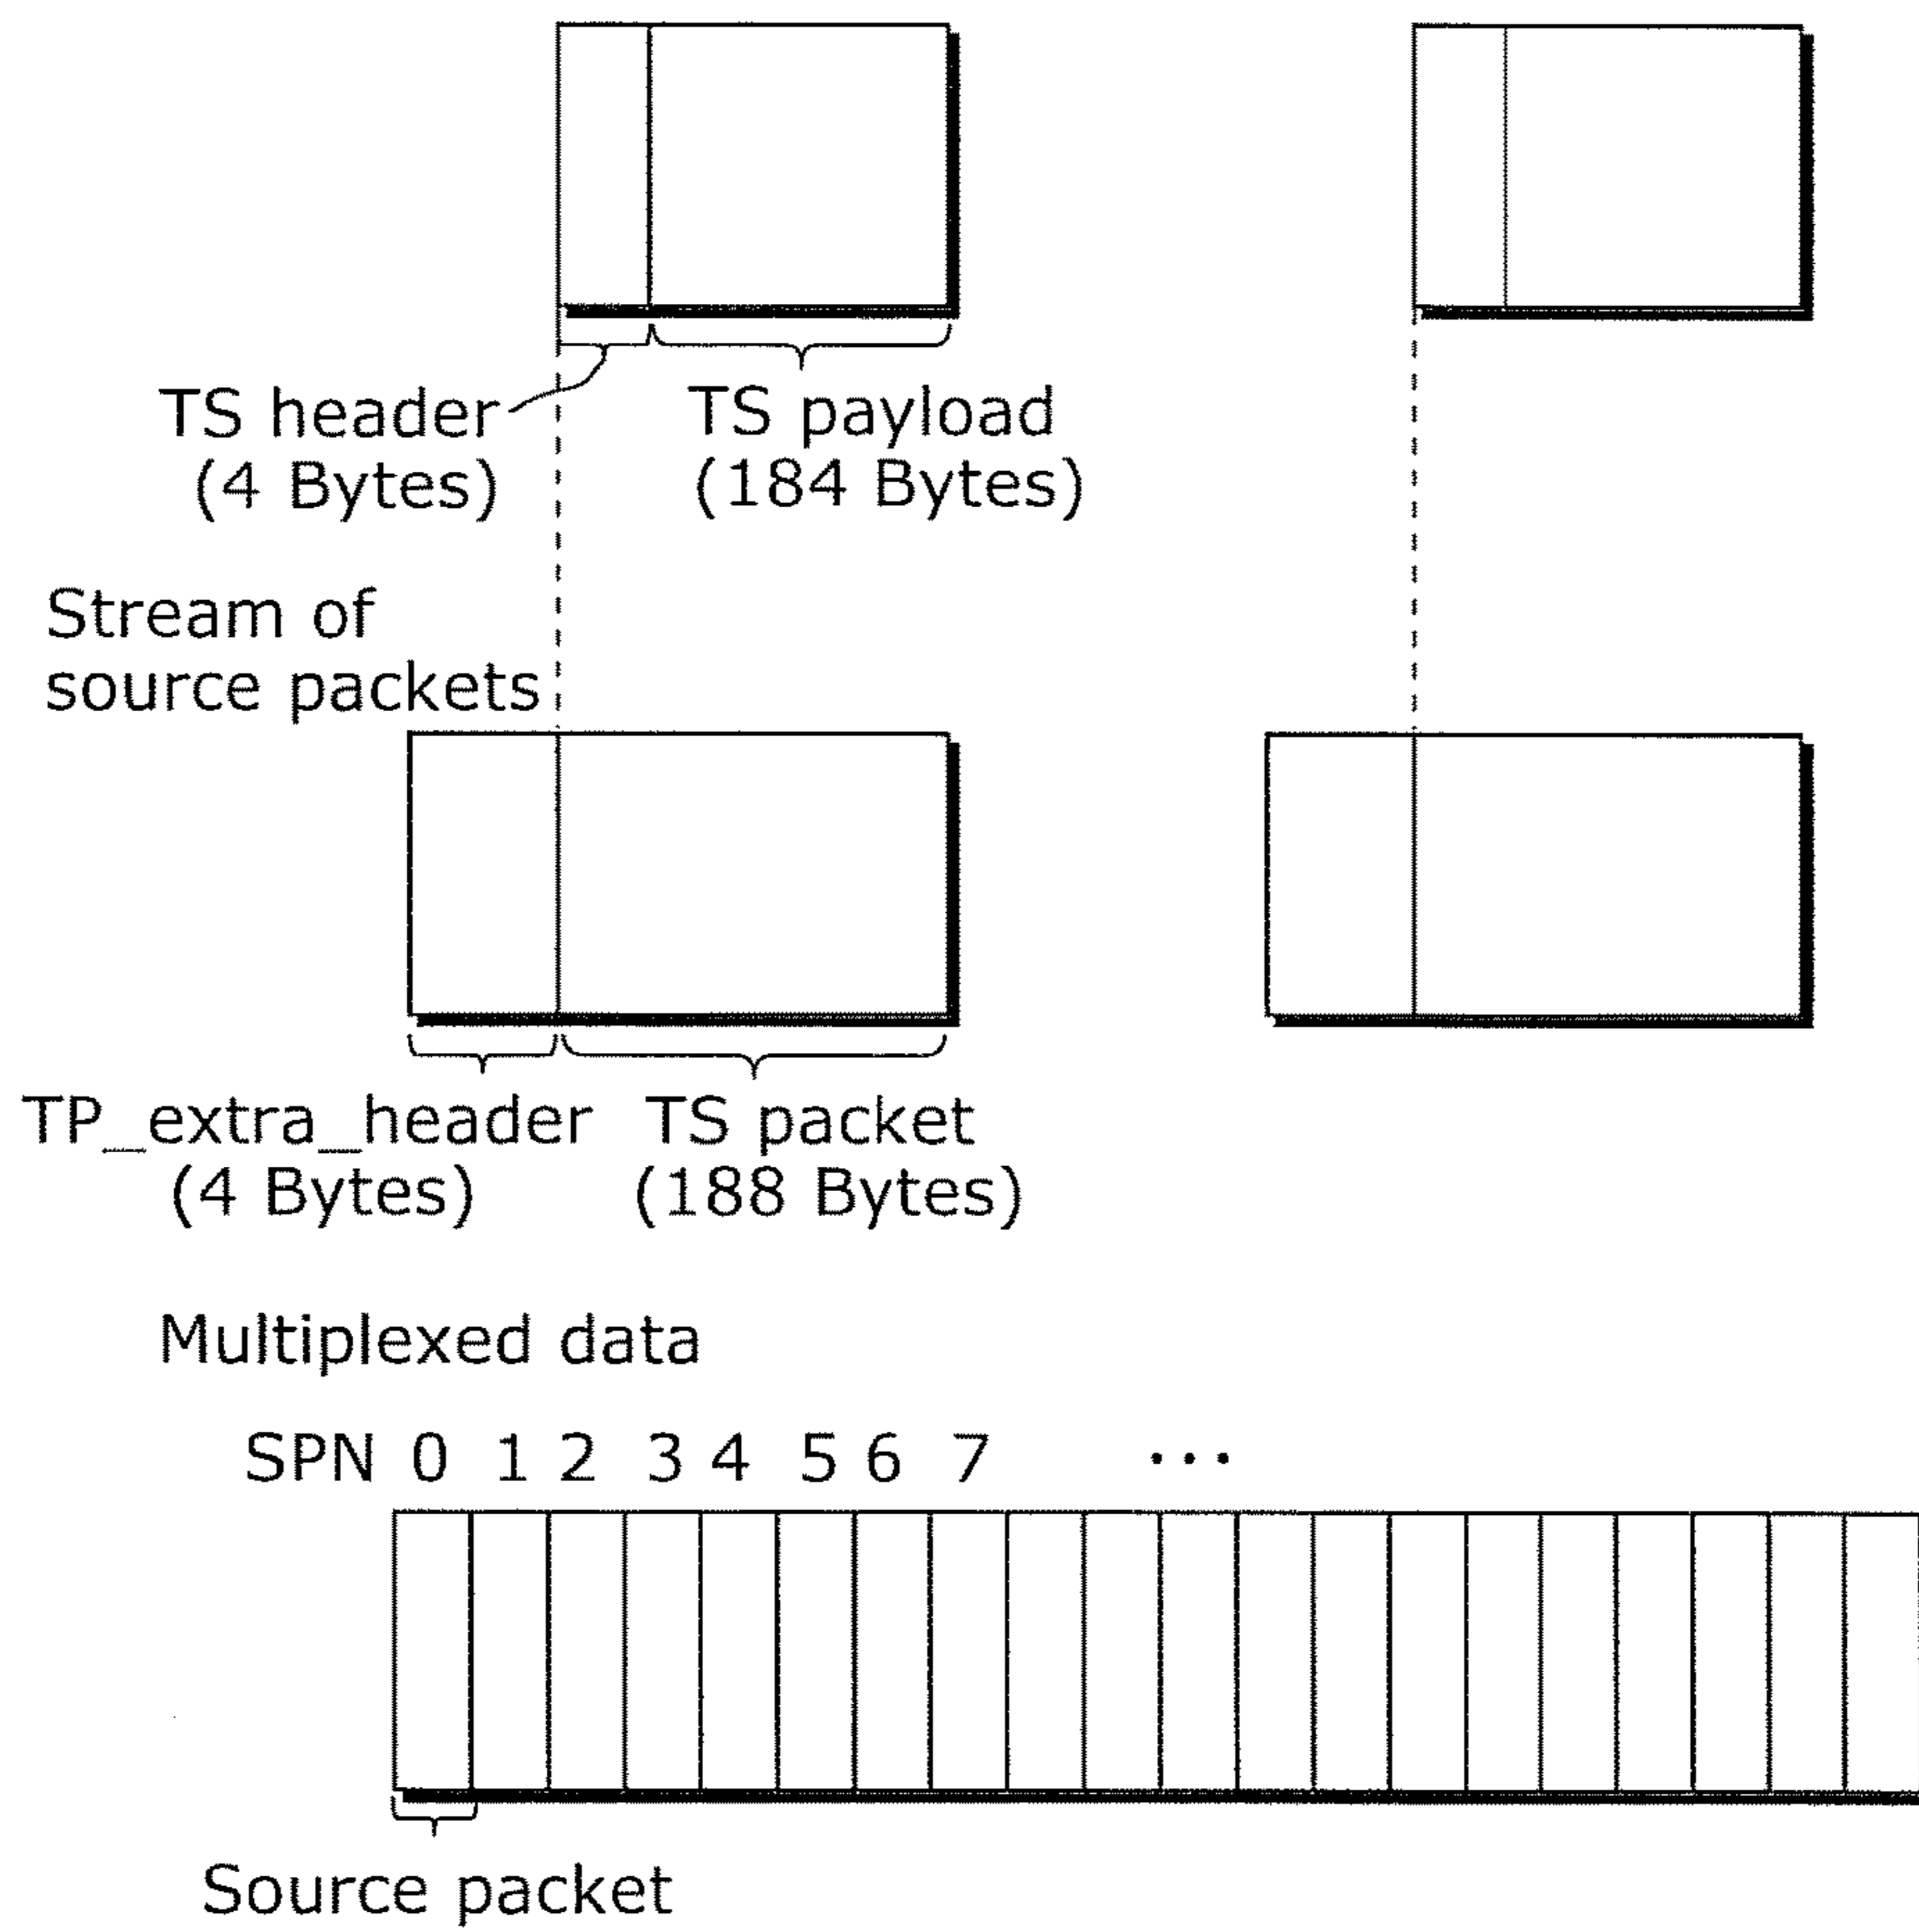 TS header TS payload
(4 Bytes) (184 Bytes)
Stream of
source packets
TP_extra_header TS packet
(4 Bytes) (188 Bytes)
Multiplexed data
SPN 0 1 2 3 4 5 6 7 ...
Source packet